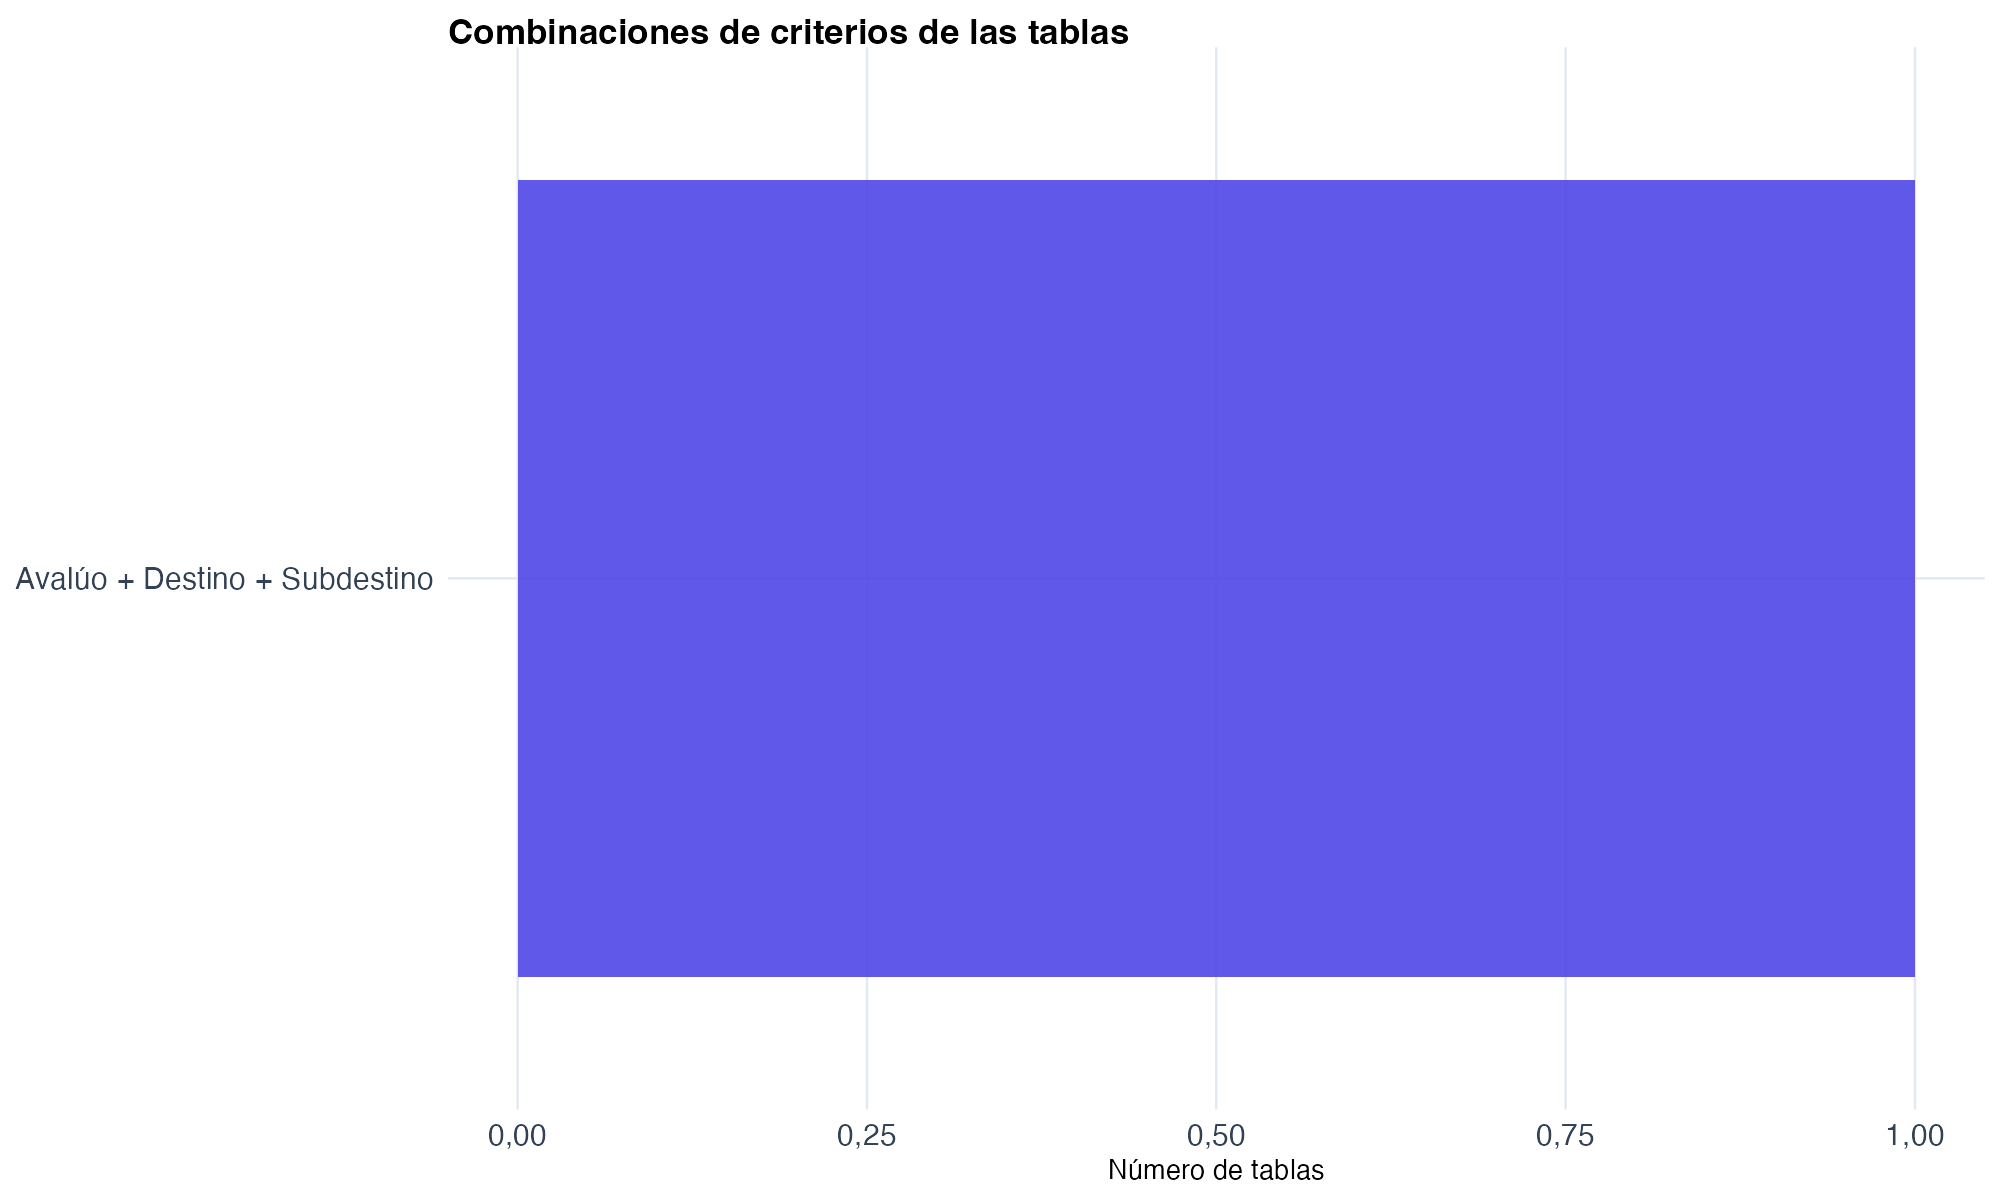 Combinaciones de criterios de las tablas
Avalúo + Destino + Subdestino
0,00 0,25 0,50 0,75 1,00
Número de tablas